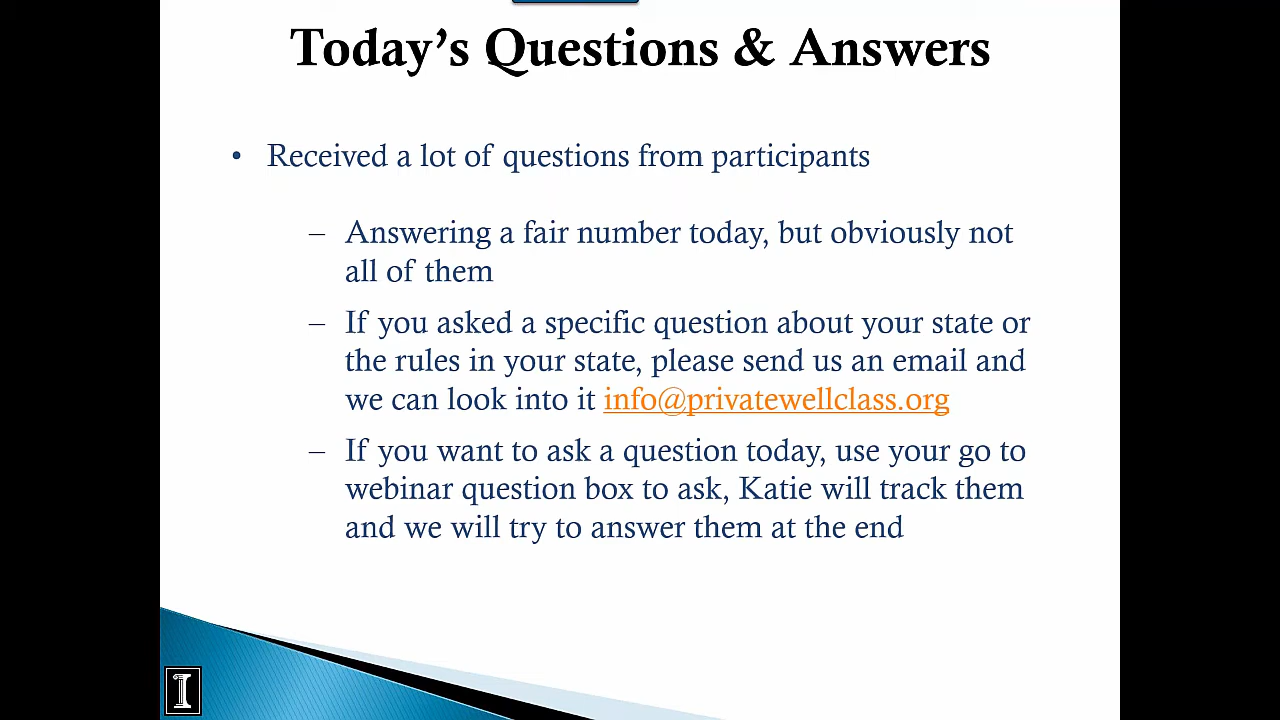 Today’s Questions & Answers
• Received a lot of questions from participants
– Answering a fair number today, but obviously not
all of them
– If you asked a specific question about your state or
the rules in your state, please send us an email and
we can look into it info@privatewellclass.org
– If you want to ask a question today, use your go to
webinar question box to ask, Katie will track them
and we will try to answer them at the end
I